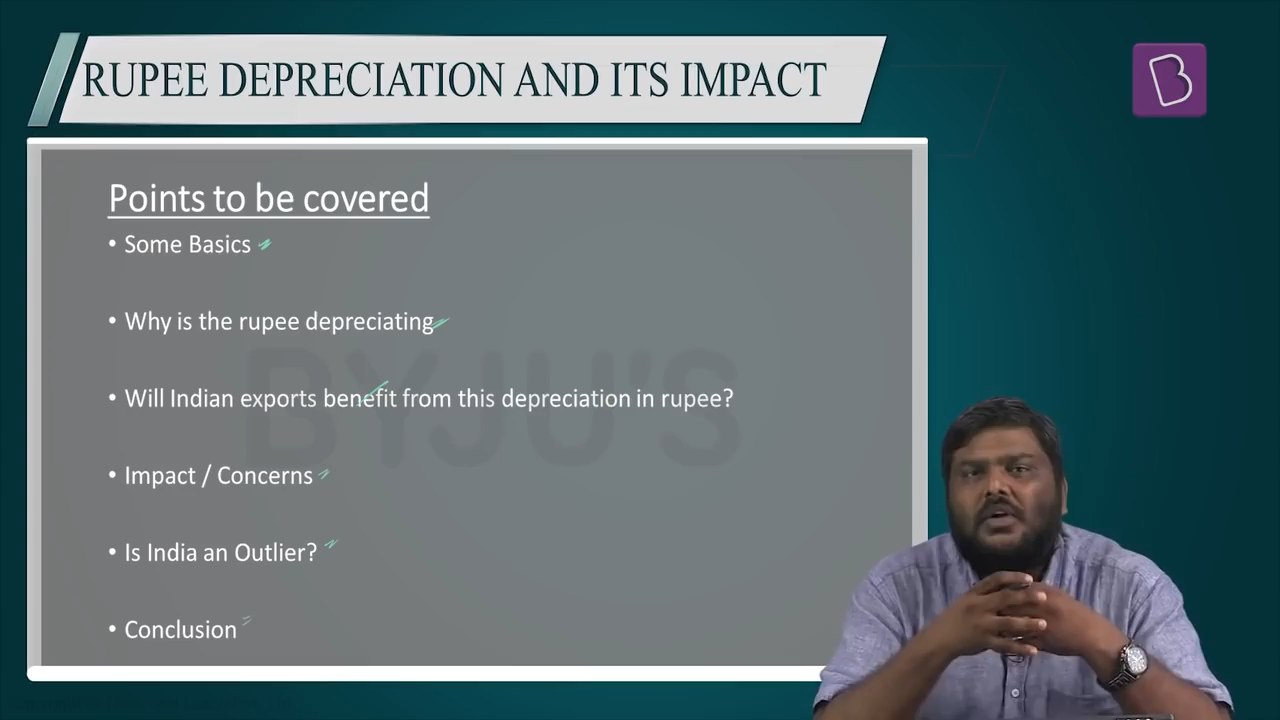 RUPEE DEPRECIATION AND ITS IMPACT
Points to be covered
• Some Basics
• Why is the rupee depreciating
• Will Indian exports benefit from this depreciation in rupee?
• Impact / Concerns
• Is India an Outlier?
• Conclusion
BYJU'S
B